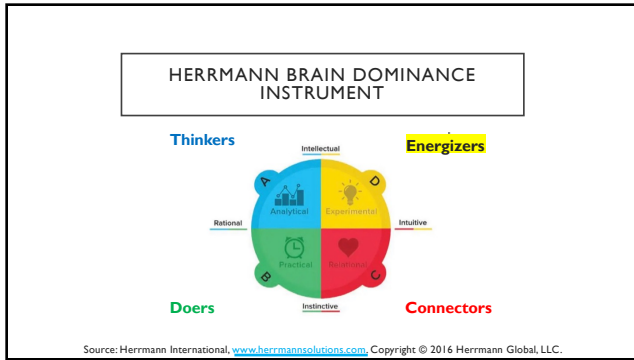 HERRMANN BRAIN DOMINANCE
INSTRUMENT
Thinkers
Energizers
Intellectual
A
D
Analytical
Experimental
Rational
Intuitive
Practical
Relational
B
C
Instinctive
Doers
Connectors
Source: Herrmann International, www.herrmannsolutions.com, Copyright © 2016 Herrmann Global, LLC.